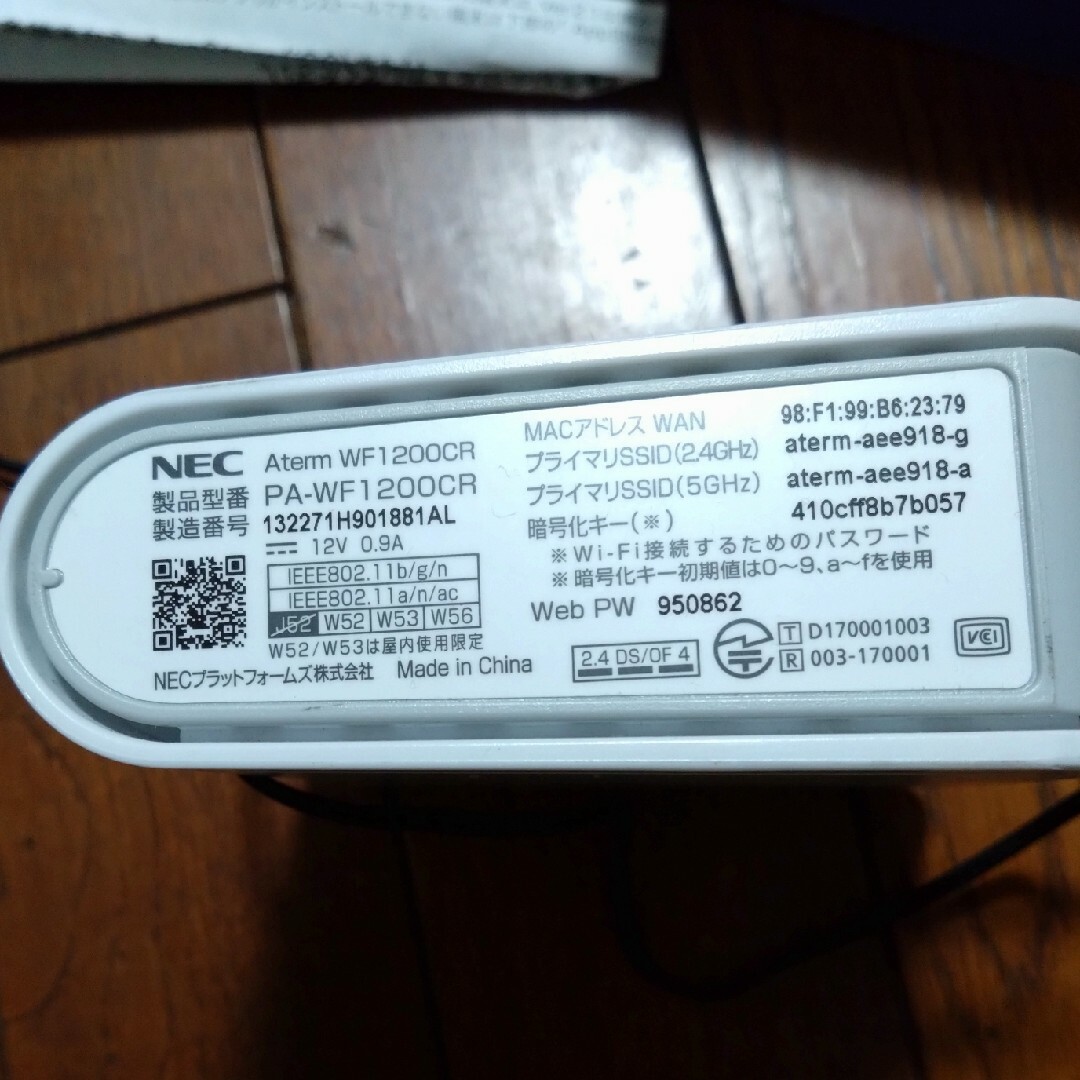 NEC Aterm WF1200CR
製品型番 PA-WF1200CR
製造番号 132271H901881AL
12V 0.9A
IEEE802.11b/g/n
IEEE802.11a/n/ac
J52 W52 W53 W56
W52/W53は屋内使用限定
NECプラットフォームズ株式会社 Made in China
MACアドレス WAN 98:F1:99:B6:23:79
プライマリSSID(2.4GHz) aterm-aee918-g
プライマリSSID(5GHz) aterm-aee918-a
暗号化キー(※) 410cff8b7b057
※Wi-Fi接続するためのパスワード
※暗号化キー初期値は0～9、a～fを使用
Web PW 950862
2.4 DS/OF 4
T D170001003
R 003-170001
VCCI